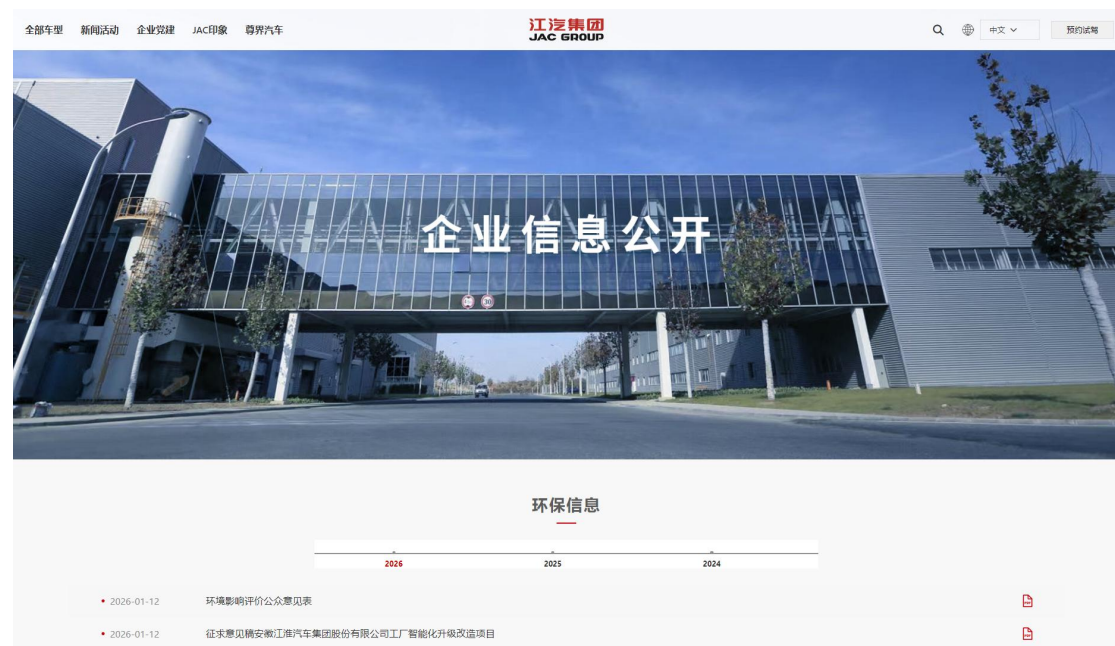 全部车型 新闻活动 企业党建 JAC印象 尊界汽车 江汽集团 中文 预约试驾
JAC GROUP
企业信息公开
30
环保信息
2026 2025 2024
2026-01-12 环境影响评价公众意见表 PDF
2026-01-12 征求意见稿安徽江淮汽车集团股份有限公司工厂智能化升级改造项目 PDF